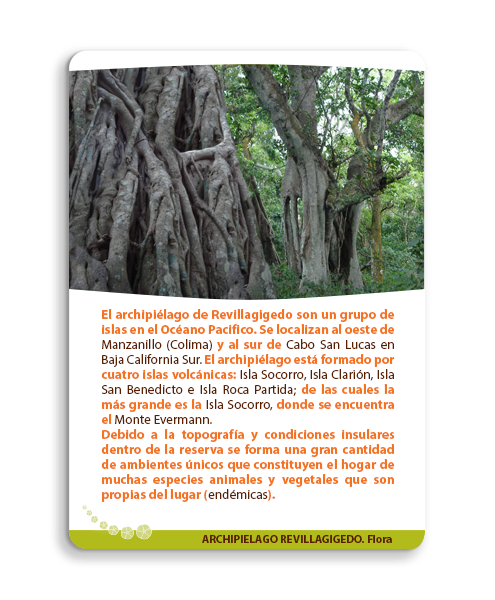 El archipiélago de Revillagigedo son un grupo de
islas en el Océano Pacifico. Se localizan al oeste de
Manzanillo (Colima) y al sur de Cabo San Lucas en
Baja California Sur. El archipiélago está formado por
cuatro islas volcánicas: Isla Socorro, Isla Clarión, Isla
San Benedicto e Isla Roca Partida; de las cuales la
más grande es la Isla Socorro, donde se encuentra
el Monte Evermann.
Debido a la topografía y condiciones insulares
dentro de la reserva se forma una gran cantidad
de ambientes únicos que constituyen el hogar de
muchas especies animales y vegetales que son
propias del lugar (endémicas).
ARCHIPIELAGO REVILLAGIGEDO. Flora